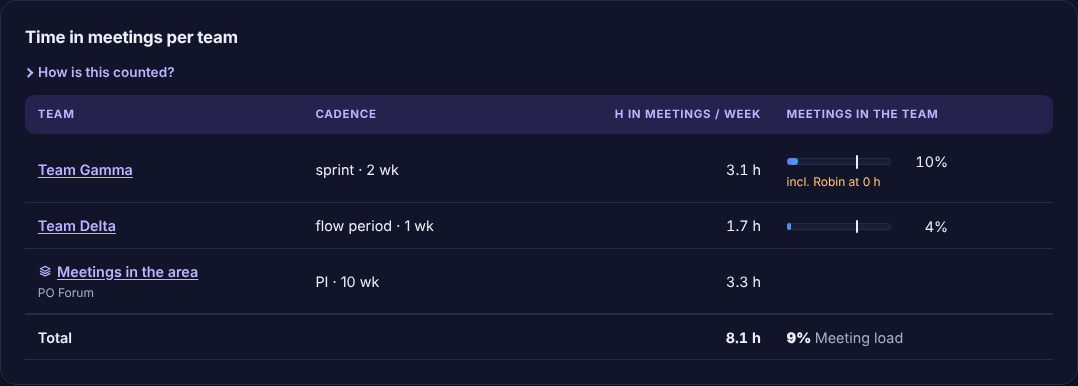 Time in meetings per team
How is this counted?
TEAM CADENCE H IN MEETINGS / WEEK MEETINGS IN THE TEAM
Team Gamma sprint · 2 wk 3.1 h 10%
incl. Robin at 0 h
Team Delta flow period · 1 wk 1.7 h 4%
Meetings in the area PI · 10 wk 3.3 h
PO Forum
Total 8.1 h 9% Meeting load